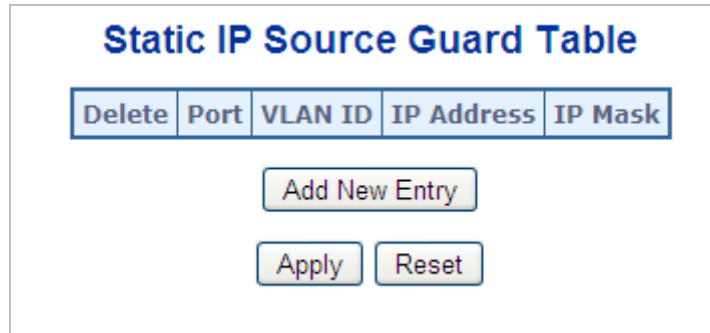 Static IP Source Guard Table
Delete Port VLAN ID IP Address IP Mask
Add New Entry
Apply Reset